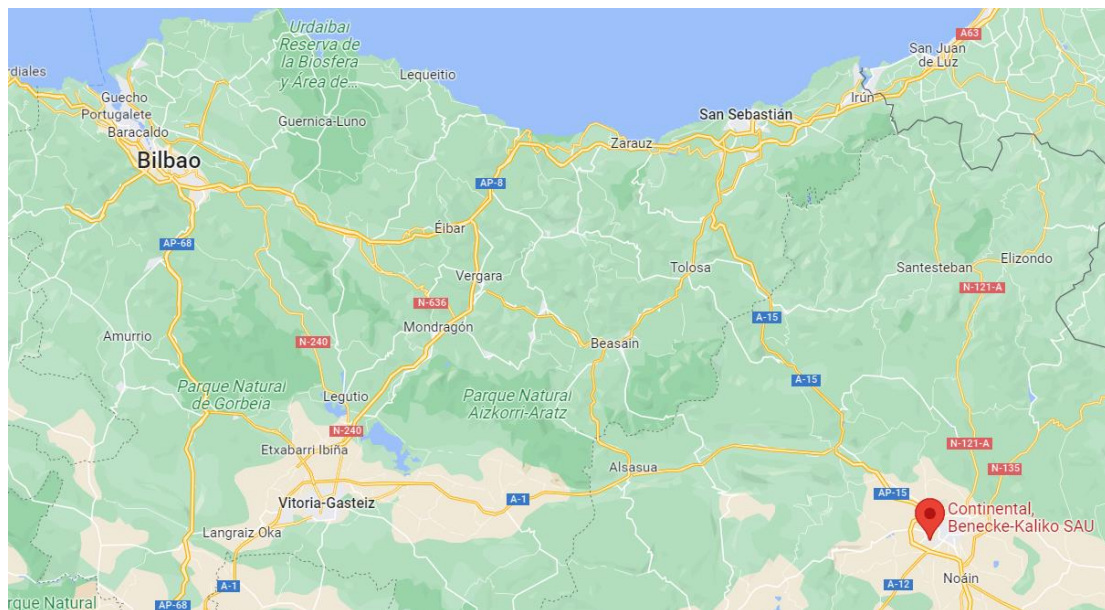 Urdaibai
Reserva de
la Biosfera
y Área de...
A63
San Juan
de Luz
rdiales
Lequeitio
Guecho
Portugalete
Baracaldo
Irún
San Sebastián
Guernica-Luno
Zarauz
Bilbao
AP-8
Éibar
AP-68
Elizondo
Santesteban
Tolosa
Vergara
N-121-A
N-636
A-15
Mondragón
Amurrio
N-240
Beasain
A-15
Parque Natural
de Gorbeia
Legutio
Parque Natural
Aizkorri-Aratz
N-240
N-121-A
Etxabarri Ibiña
Alsasua
N-135
AP-15
Vitoria-Gasteiz
A-1
Continental,
Benecke-Kaliko SAU
Langraiz Oka
Noáin
A-1
A-12
AP-68
rque Natural